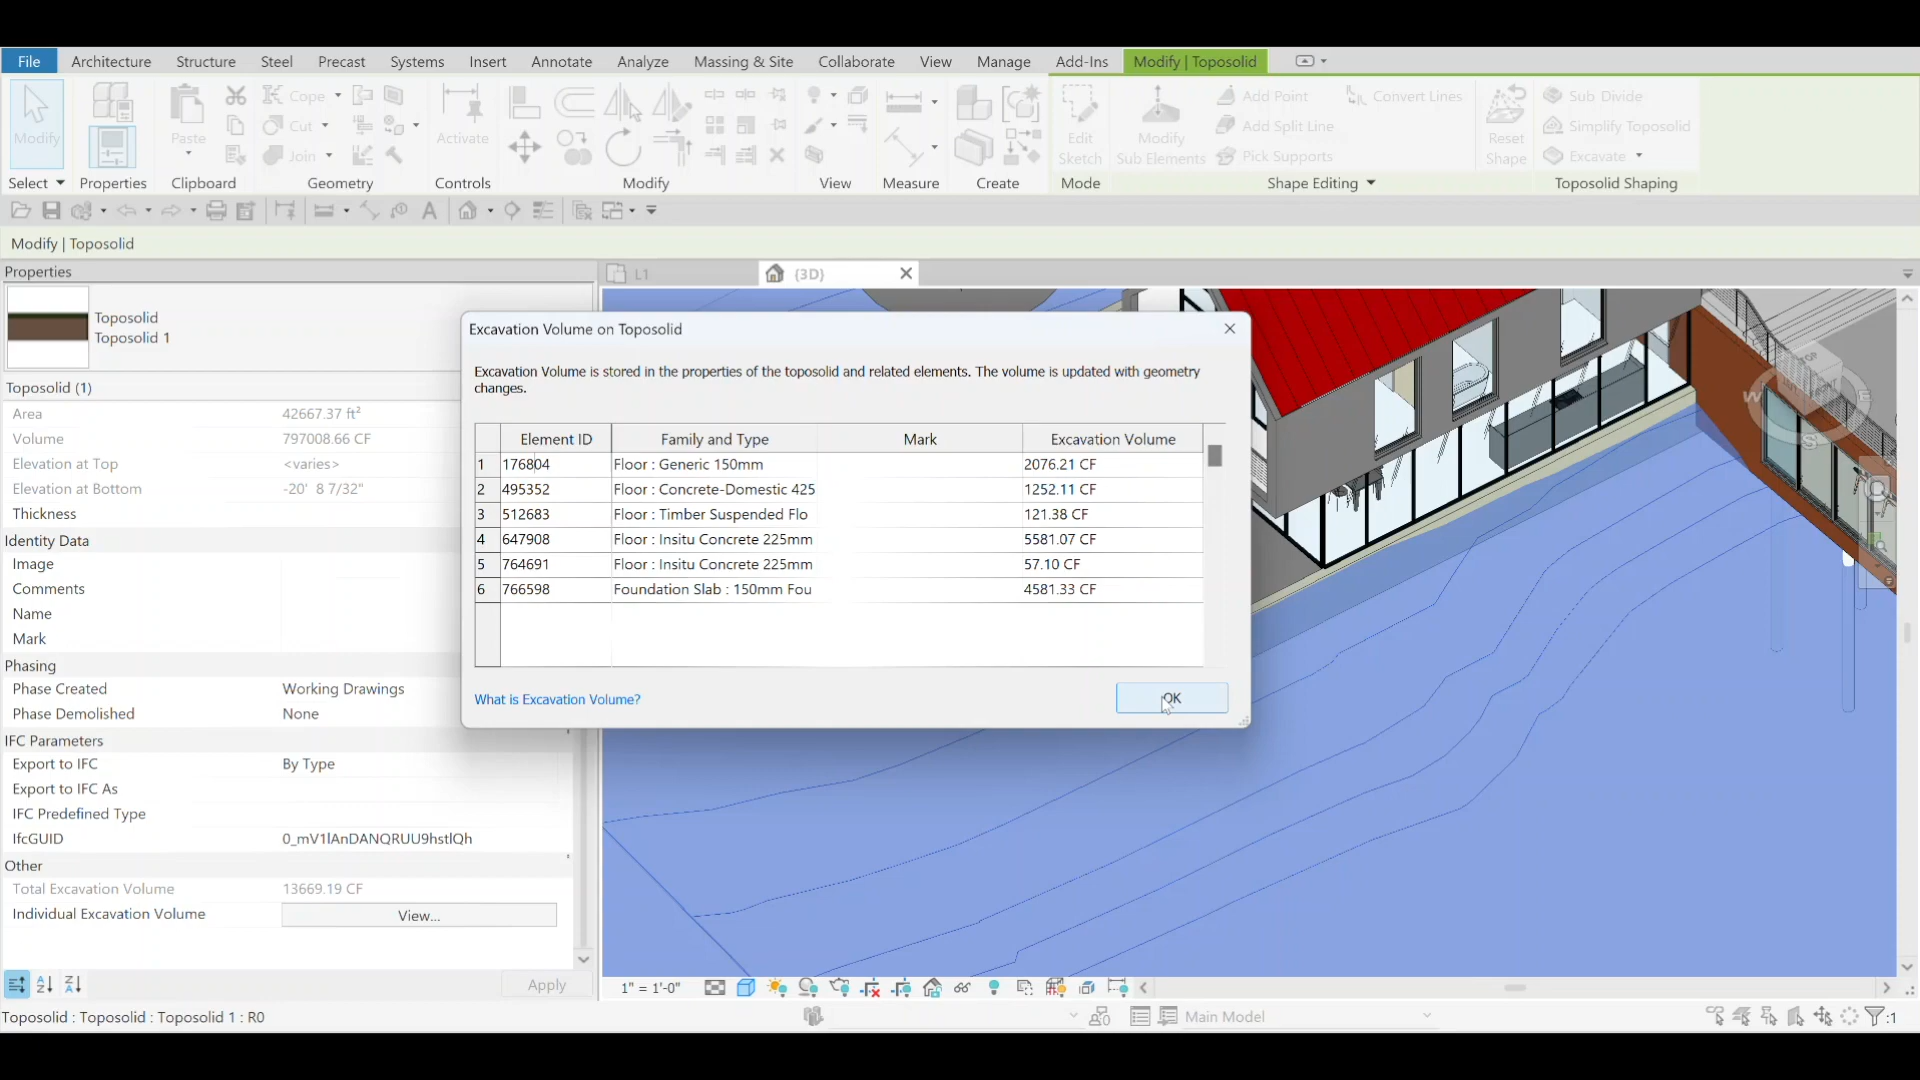 File Architecture Structure Steel Precast Systems Insert Annotate Analyze Massing & Site Collaborate View Manage Add-Ins Modify | Toposolid
Cope Add Point Convert Lines Sub Divide
Modify Paste Cut Activate Edit Modify Add Split Line Reset Simplify Toposolid
Join Sketch Sub Elements Pick Supports Shape Excavate
Select Properties Clipboard Geometry Controls Modify View Measure Create Mode Shape Editing Toposolid Shaping
Modify | Toposolid
Properties
L1 (3D)
Toposolid
Toposolid 1
Toposolid (1)
Area 42667.37 ft²
Volume 797008.66 CF
Elevation at Top <varies>
Elevation at Bottom -20' 8 7/32"
Thickness
Identity Data
Image
Comments
Name
Mark
Phasing
Phase Created Working Drawings
Phase Demolished None
IFC Parameters
Export to IFC By Type
Export to IFC As
IFC Predefined Type
IfcGUID 0_mV1lAnDANQRUU9hstlQh
Other
Total Excavation Volume 13669.19 CF
Individual Excavation Volume View...
Apply
Excavation Volume on Toposolid
Excavation Volume is stored in the properties of the toposolid and related elements. The volume is updated with geometry
changes.
Element ID Family and Type Mark Excavation Volume
1 176804 Floor : Generic 150mm 2076.21 CF
2 495352 Floor : Concrete-Domestic 425 1252.11 CF
3 512683 Floor : Timber Suspended Flo 121.38 CF
4 647908 Floor : Insitu Concrete 225mm 5581.07 CF
5 764691 Floor : Insitu Concrete 225mm 57.10 CF
6 766598 Foundation Slab : 150mm Fou 4581.33 CF
What is Excavation Volume? OK
TOP
W E
S
1" = 1'-0"
Toposolid : Toposolid : Toposolid 1 : R0 Main Model :1